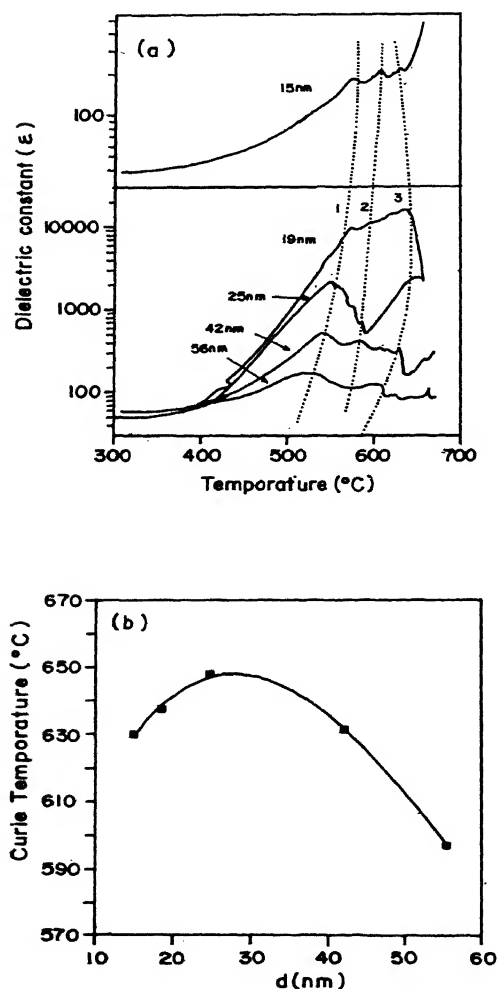 (a)
Dielectric constant (ε)
100
15nm
10000
1000
100
1
2
3
19nm
25nm
42nm
56nm
300
400
500
600
700
Temporature (°C)
(b)
Curie Temperature (°C)
670
650
630
610
590
570
10
20
30
40
50
60
d(nm)